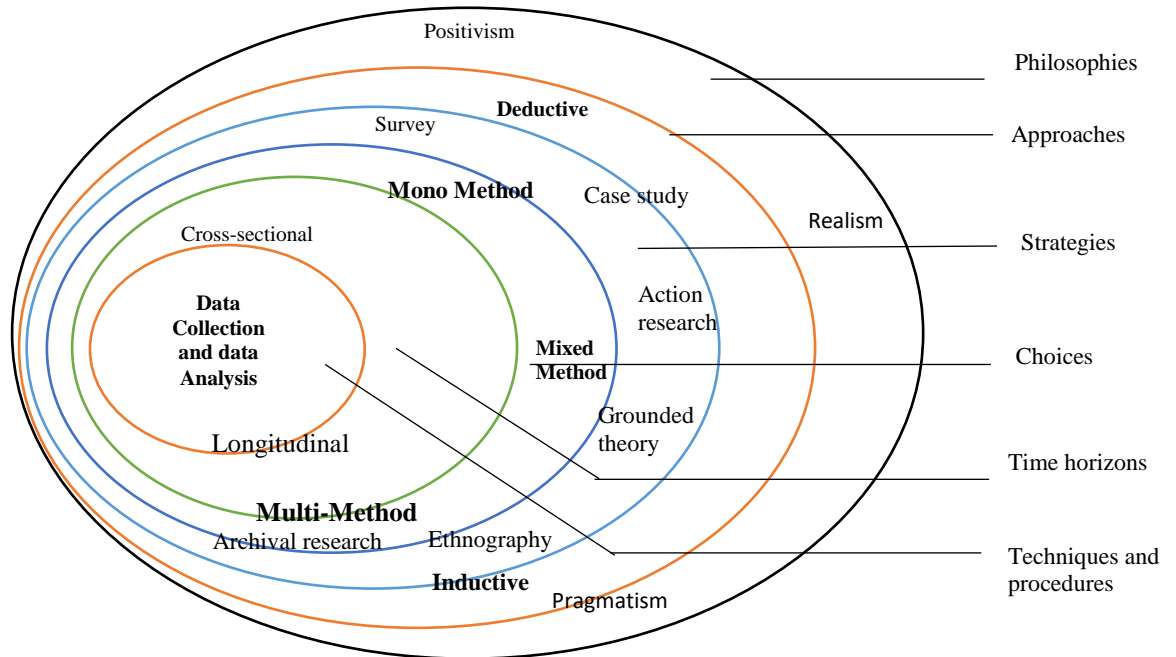 Positivism
Philosophies
Deductive
Survey
Approaches
Mono Method
Case study
Realism
Cross-sectional
Strategies
Data
Collection
and data
Analysis
Action
research
Mixed
Method
Choices
Grounded
theory
Longitudinal
Time horizons
Multi-Method
Archival research
Ethnography
Inductive
Pragmatism
Techniques and
procedures